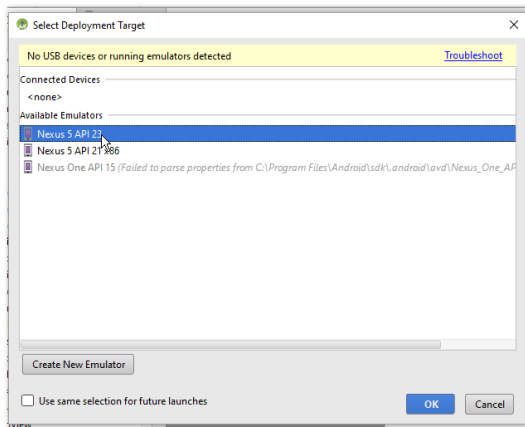 Select Deployment Target
No USB devices or running emulators detected Troubleshoot
Connected Devices
<none>
Available Emulators
Nexus 5 API 23
Nexus 5 API 21 x86
Nexus One API 15 (Failed to parse properties from C:\Program Files\Android\sdk\.android\avd\Nexus_One_AP
Create New Emulator
Use same selection for future launches
OK Cancel